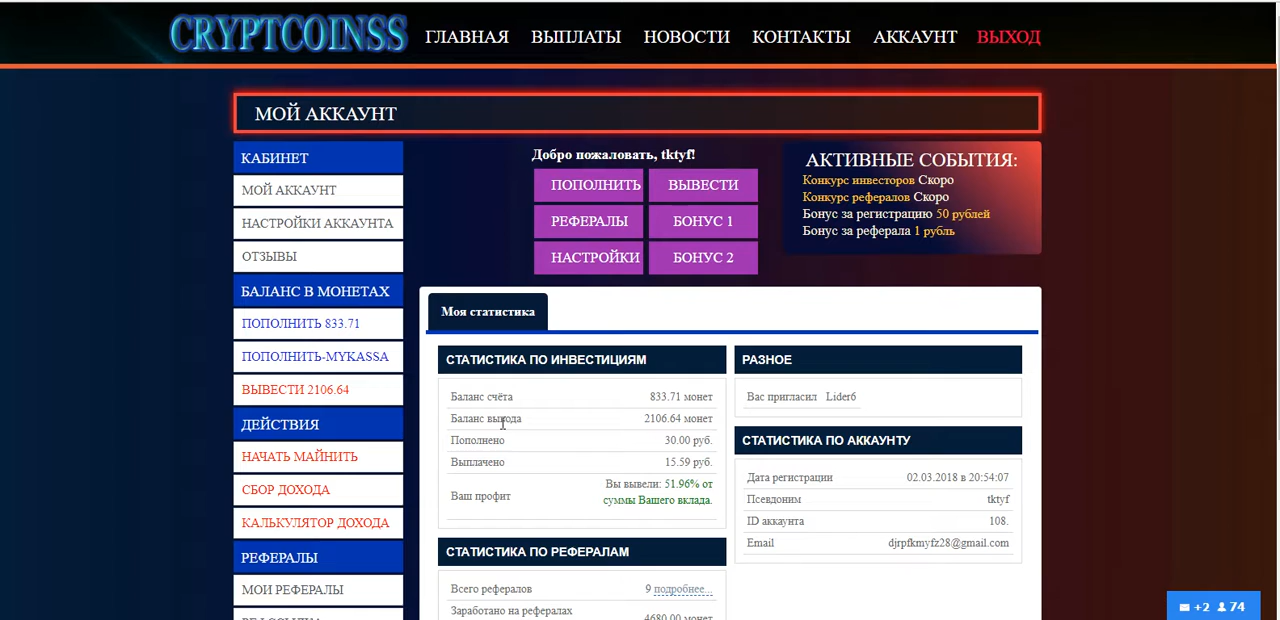 CRYPTCOINSS
ГЛАВНАЯ ВЫПЛАТЫ НОВОСТИ КОНТАКТЫ АККАУНТ ВЫХОД
МОЙ АККАУНТ
КАБИНЕТ
МОЙ АККАУНТ
НАСТРОЙКИ АККАУНТА
ОТЗЫВЫ
БАЛАНС В МОНЕТАХ
ПОПОЛНИТЬ 833.71
ПОПОЛНИТЬ-MYKASSA
ВЫВЕСТИ 2106.64
ДЕЙСТВИЯ
НАЧАТЬ МАЙНИТЬ
СБОР ДОХОДА
КАЛЬКУЛЯТОР ДОХОДА
РЕФЕРАЛЫ
МОИ РЕФЕРАЛЫ
Добро пожаловать, tktyf!
ПОПОЛНИТЬ ВЫВЕСТИ
РЕФЕРАЛЫ БОНУС 1
НАСТРОЙКИ БОНУС 2
АКТИВНЫЕ СОБЫТИЯ:
Конкурс инвесторов Скоро
Конкурс рефералов Скоро
Бонус за регистрацию 50 рублей
Бонус за реферала 1 рубль
Моя статистика
СТАТИСТИКА ПО ИНВЕСТИЦИЯМ
Баланс счёта 833.71 монет
Баланс вывода 2106.64 монет
Пополнено 30.00 руб.
Выплачено 15.59 руб.
Ваш профит Вы вывели: 51.96% от
суммы Вашего вклада.
СТАТИСТИКА ПО РЕФЕРАЛАМ
Всего рефералов 9 подробнее...
Заработано на рефералах
4680.00 монет
РАЗНОЕ
Вас пригласил Lider6
СТАТИСТИКА ПО АККАУНТУ
Дата регистрации 02.03.2018 в 20:54:07
Псевдоним tktyf
ID аккаунта 108.
Email djrpfkmyfz28@gmail.com
+2 74